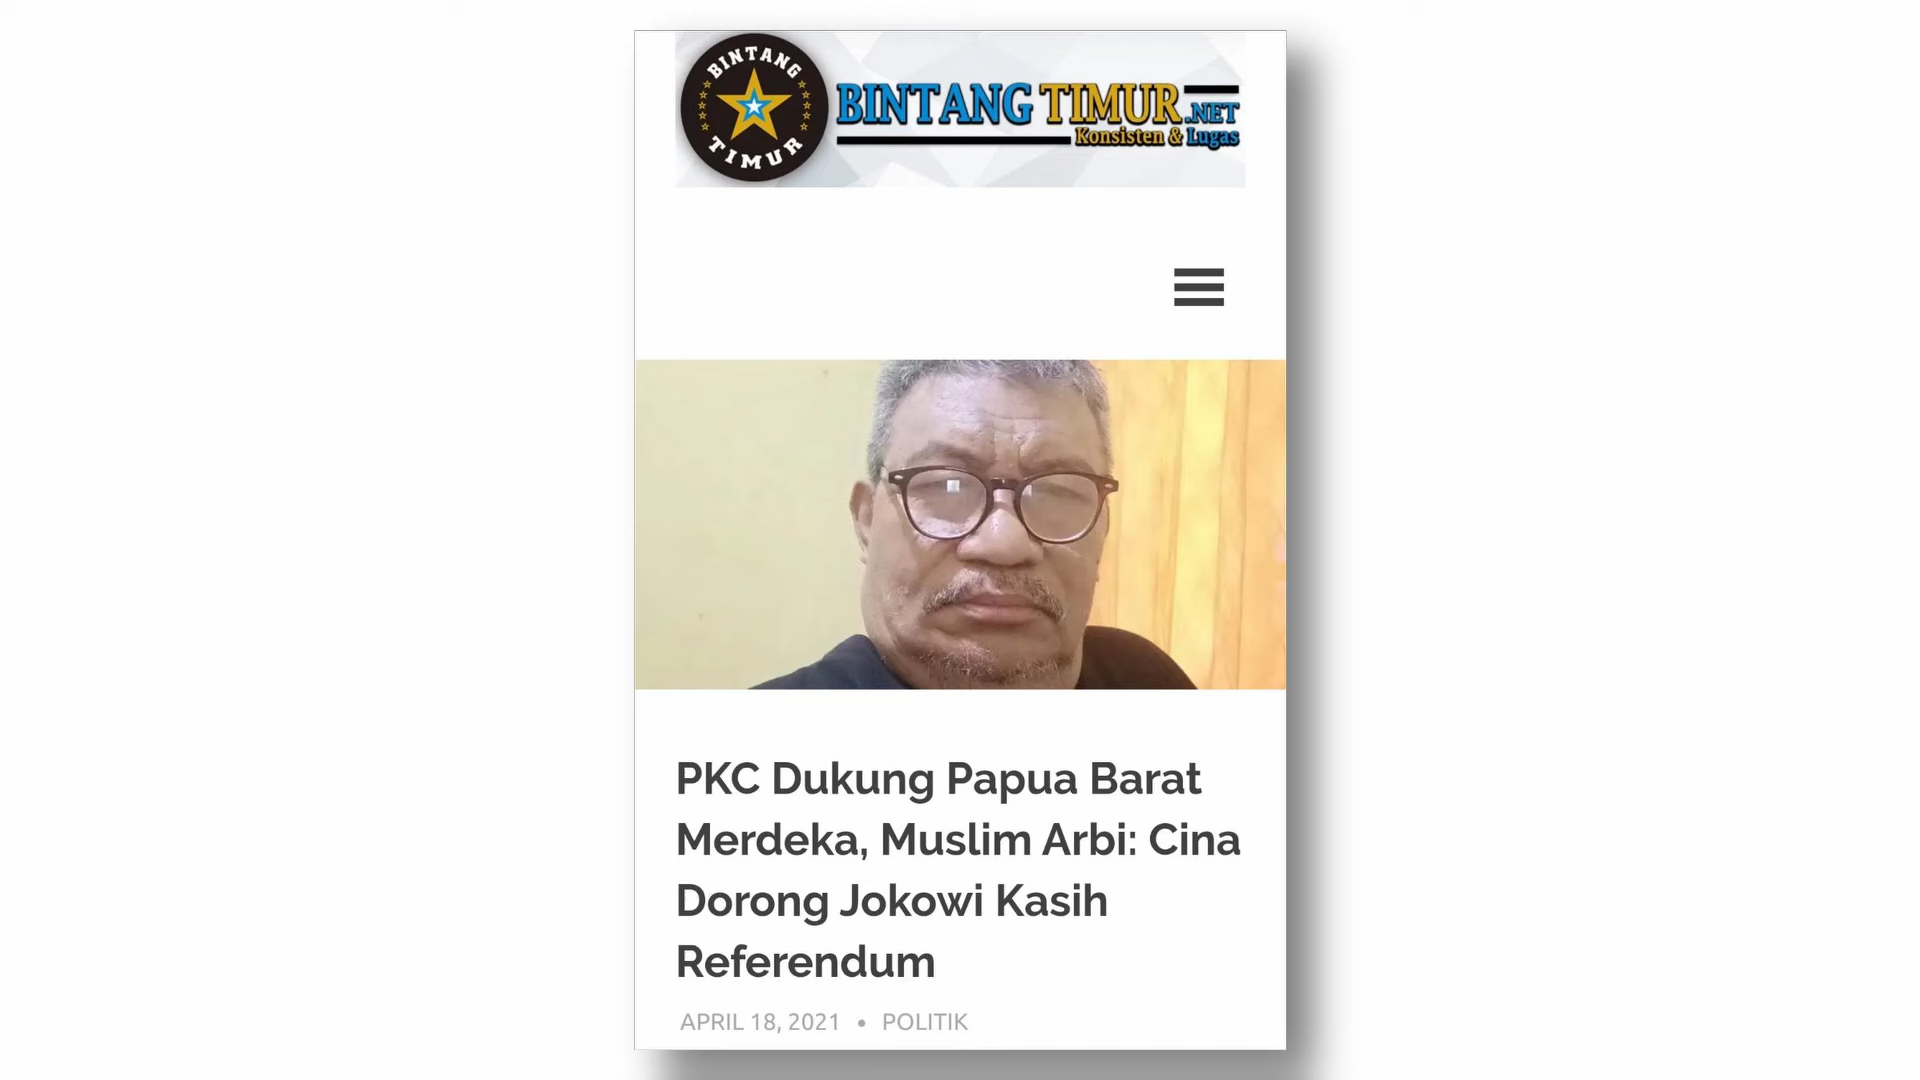 BINTANG
TIMUR
BINTANG TIMUR.NET
Konsisten & Lugas
PKC Dukung Papua Barat
Merdeka, Muslim Arbi: Cina
Dorong Jokowi Kasih
Referendum
APRIL 18, 2021 • POLITIK